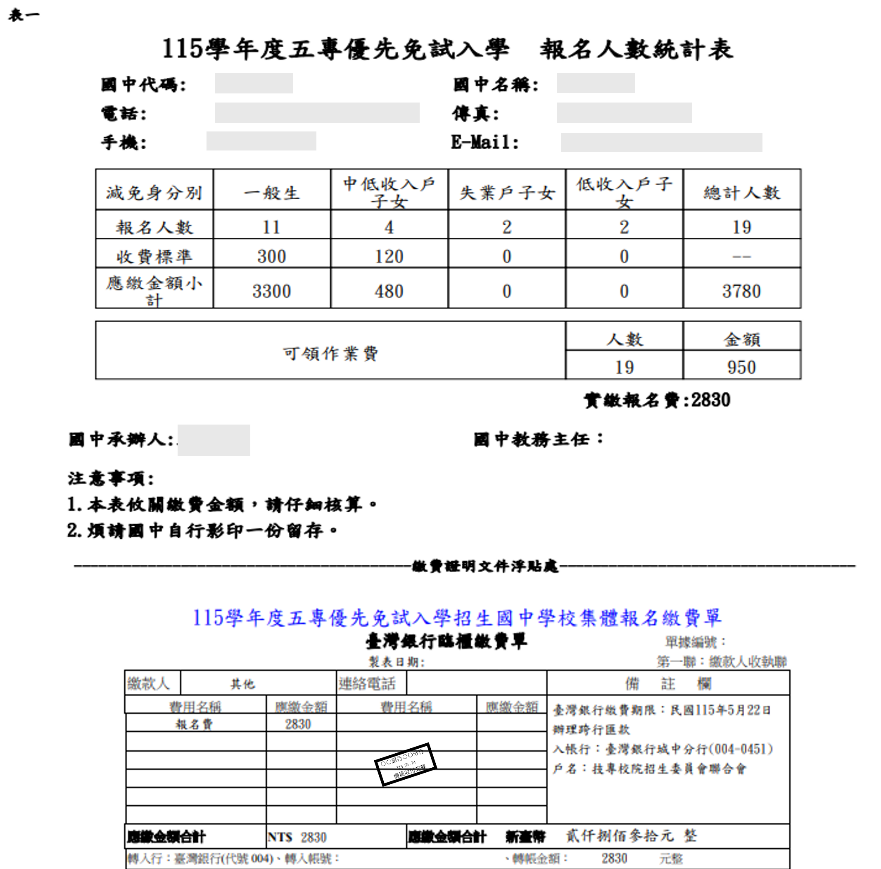 表一
115學年度五專優先免試入學 報名人數統計表
國中代碼: 國中名稱:
電話: 傳真:
手機: E-Mail:
減免身分別 一般生 中低收入戶子女 失業戶子女 低收入戶子女 總計人數
報名人數 11 4 2 2 19
收費標準 300 120 0 0 --
應繳金額小計 3300 480 0 0 3780
可領作業費 人數 金額
19 950
實繳報名費:2830
國中承辦人: 國中教務主任：
注意事項:
1.本表攸關繳費金額，請仔細核算。
2.煩請國中自行影印一份留存。
繳費證明文件浮貼處
115學年度五專優先免試入學招生國中學校集體報名繳費單
臺灣銀行臨櫃繳費單 單據編號：
製表日期: 第一聯：繳款人收執聯
繳款人 其他 連絡電話 備 註 欄
費用名稱 應繳金額 費用名稱 應繳金額 臺灣銀行繳費期限：民國115年5月22日
報名費 2830 辦理跨行匯款
入帳行：臺灣銀行城中分行(004-0451)
戶名：技專校院招生委員會聯合會
應繳金額合計 NT$ 2830 應繳金額合計 新臺幣 貳仟捌佰參拾元 整
轉入行：臺灣銀行(代號 004)、轉入帳號： 、轉帳金額： 2830 元整